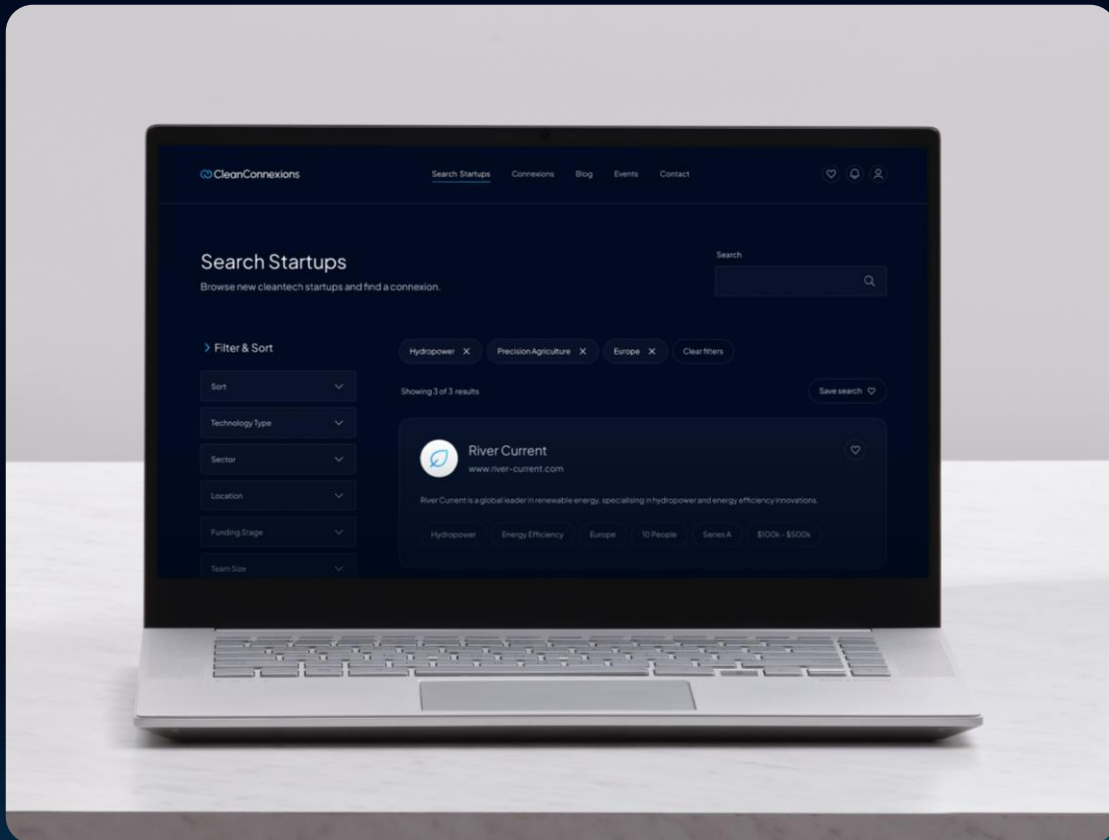 CleanConnexions
Search Startups Connexions Blog Events Contact
Search Startups
Browse new cleantech startups and find a connexion.
Search
Filter & Sort
Sort
Technology Type
Sector
Location
Funding Stage
Team Size
Hydropower Precision Agriculture Europe Clear filters
Showing 3 of 3 results
Save search
River Current
www.river-current.com
River Current is a global leader in renewable energy, specialising in hydropower and energy efficiency innovations.
Hydropower Energy Efficiency Europe 10 People Series A $100k - $500k